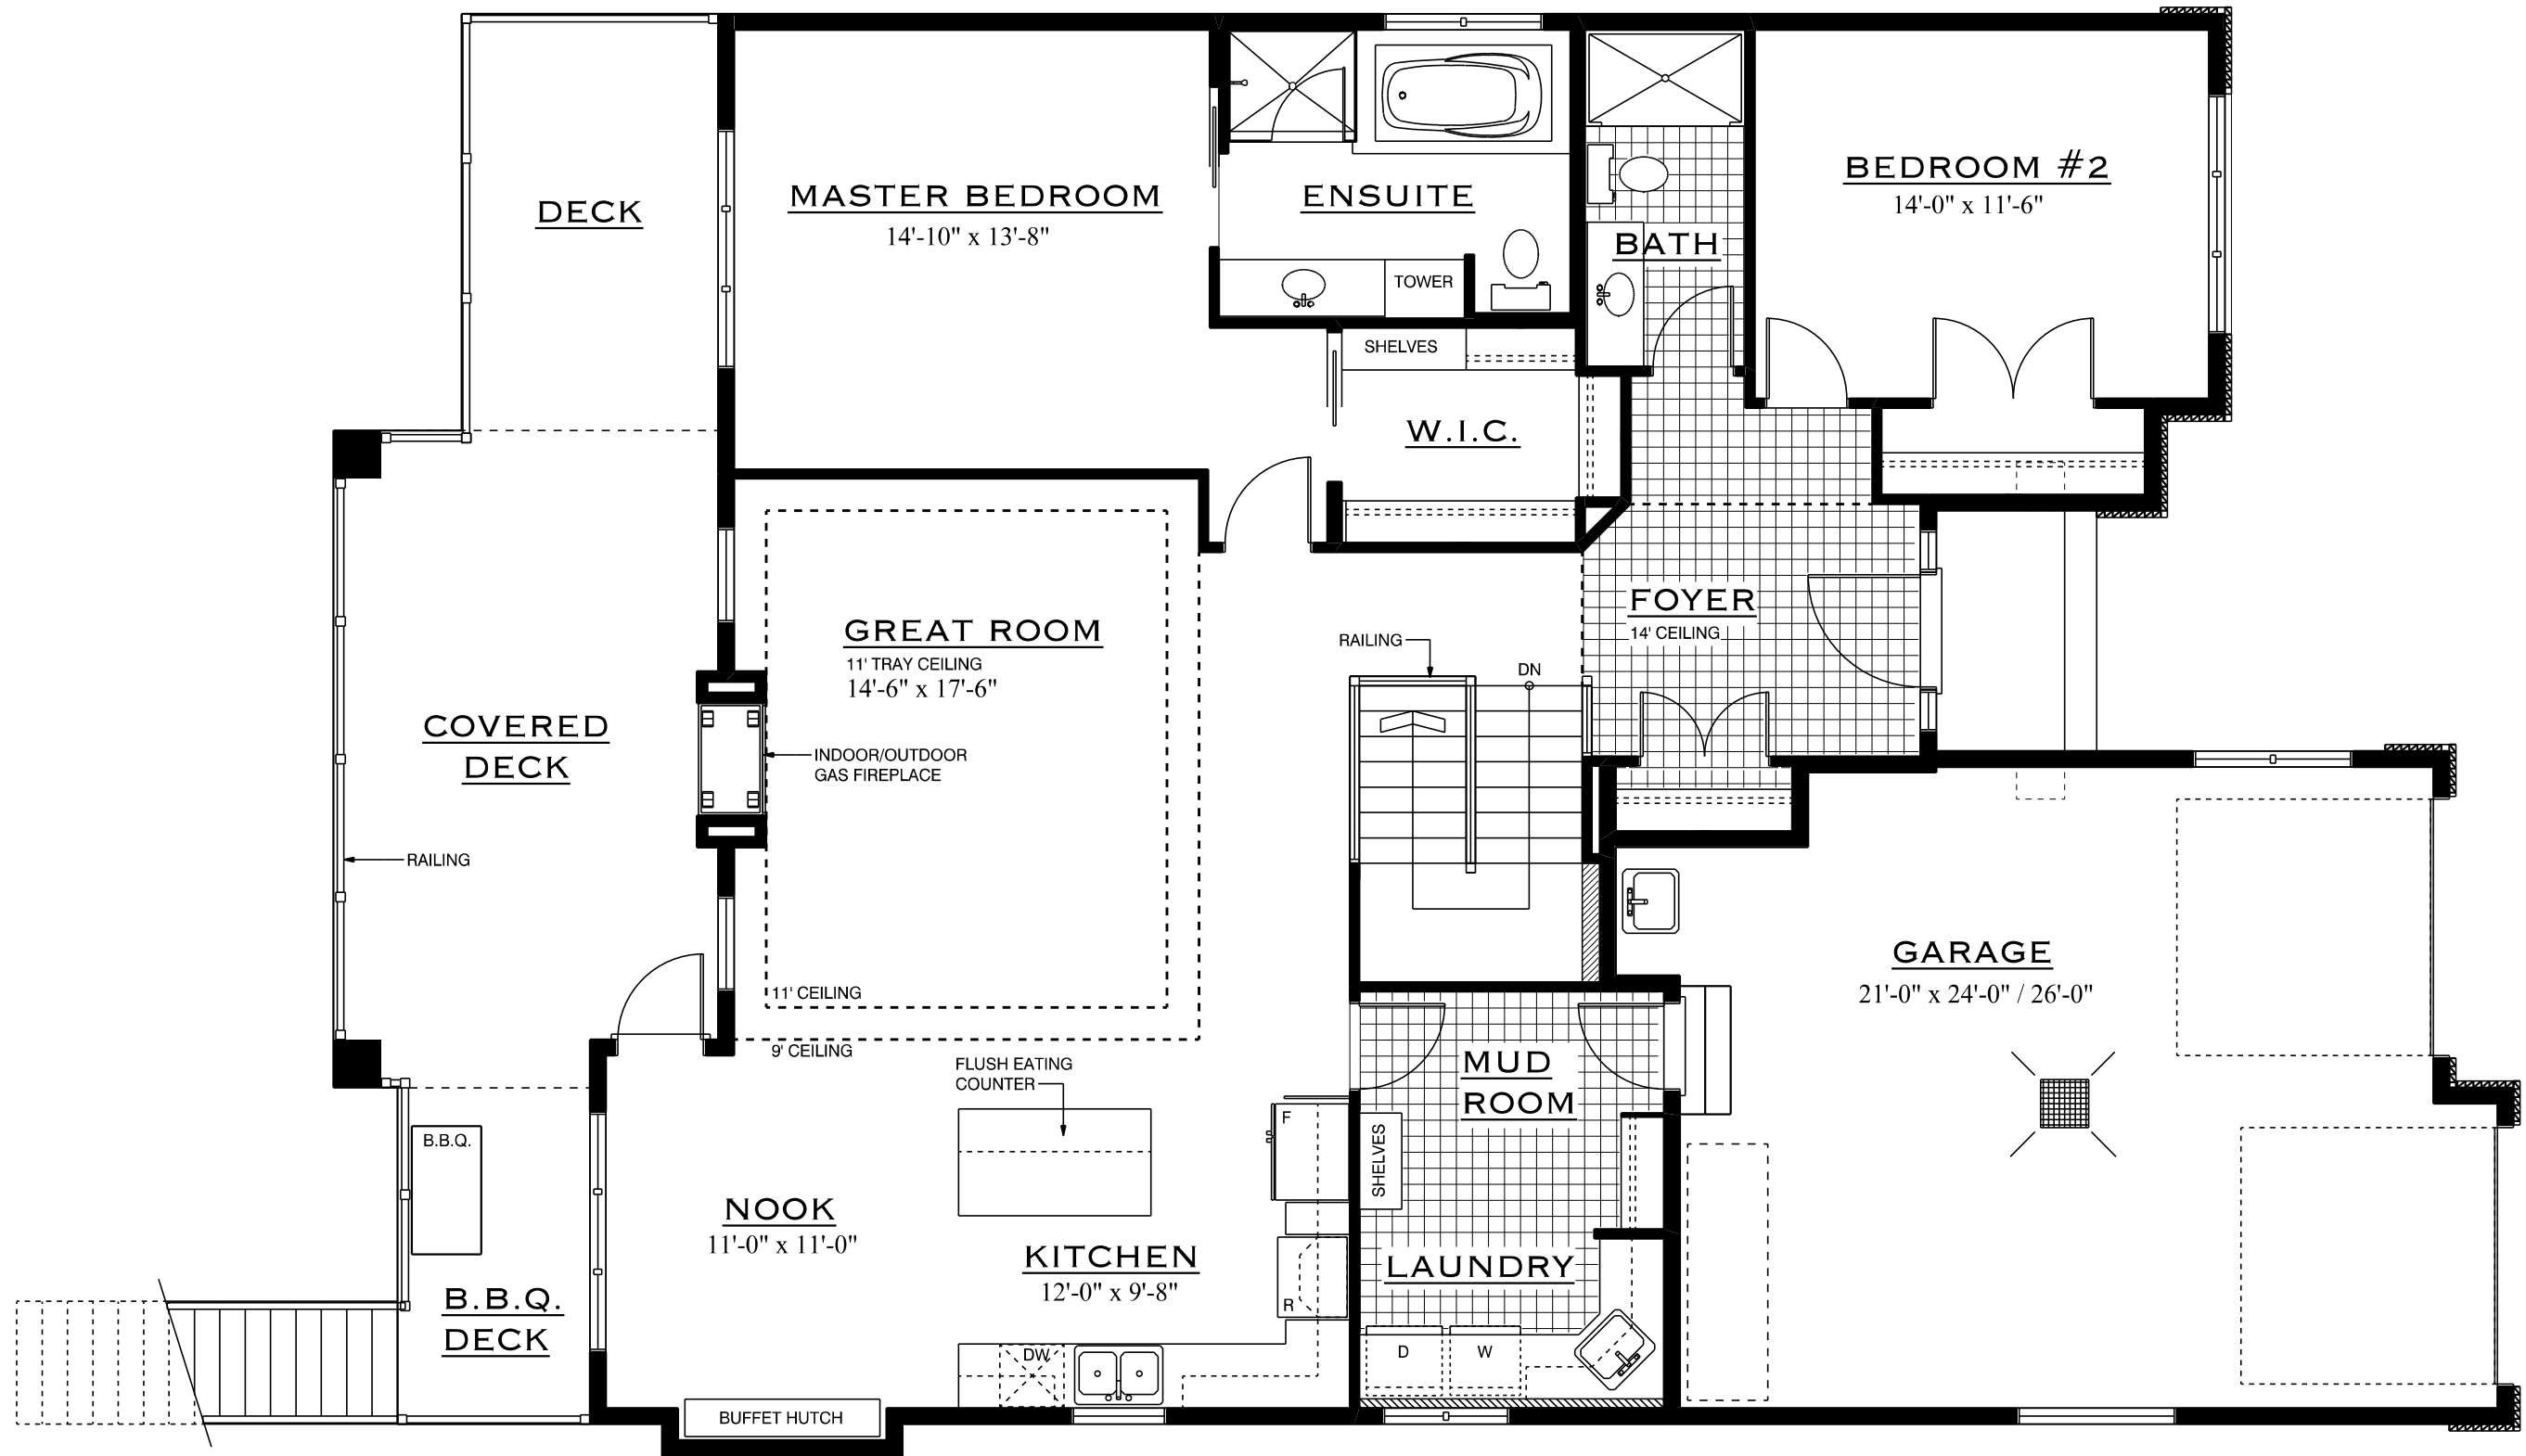 DECK
MASTER BEDROOM
14'-10" x 13'-8"
ENSUITE
TOWER
BATH
BEDROOM #2
14'-0" x 11'-6"
SHELVES
W.I.C.
GREAT ROOM
11' TRAY CEILING
14'-6" x 17'-6"
INDOOR/OUTDOOR
GAS FIREPLACE
COVERED
DECK
RAILING
RAILING
DN
FOYER
14' CEILING
11' CEILING
9' CEILING
GARAGE
21'-0" x 24'-0" / 26'-0"
FLUSH EATING
COUNTER
F
MUD
ROOM
SHELVES
B.B.Q.
NOOK
11'-0" x 11'-0"
KITCHEN
12'-0" x 9'-8"
R
LAUNDRY
B.B.Q.
DECK
DW
D
W
BUFFET HUTCH